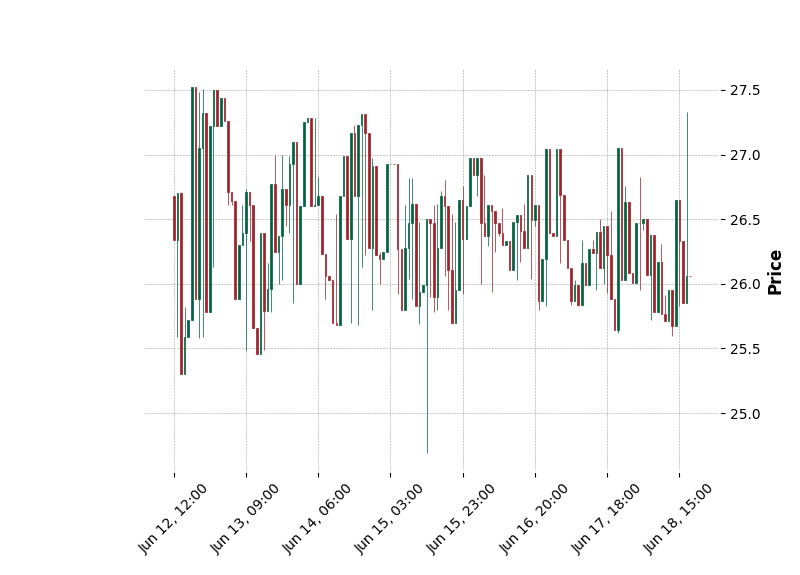 27.5
27.0
26.5
26.0
25.5
25.0
Price
Jun 12, 12:00
Jun 13, 09:00
Jun 14, 06:00
Jun 15, 03:00
Jun 15, 23:00
Jun 16, 20:00
Jun 17, 18:00
Jun 18, 15:00